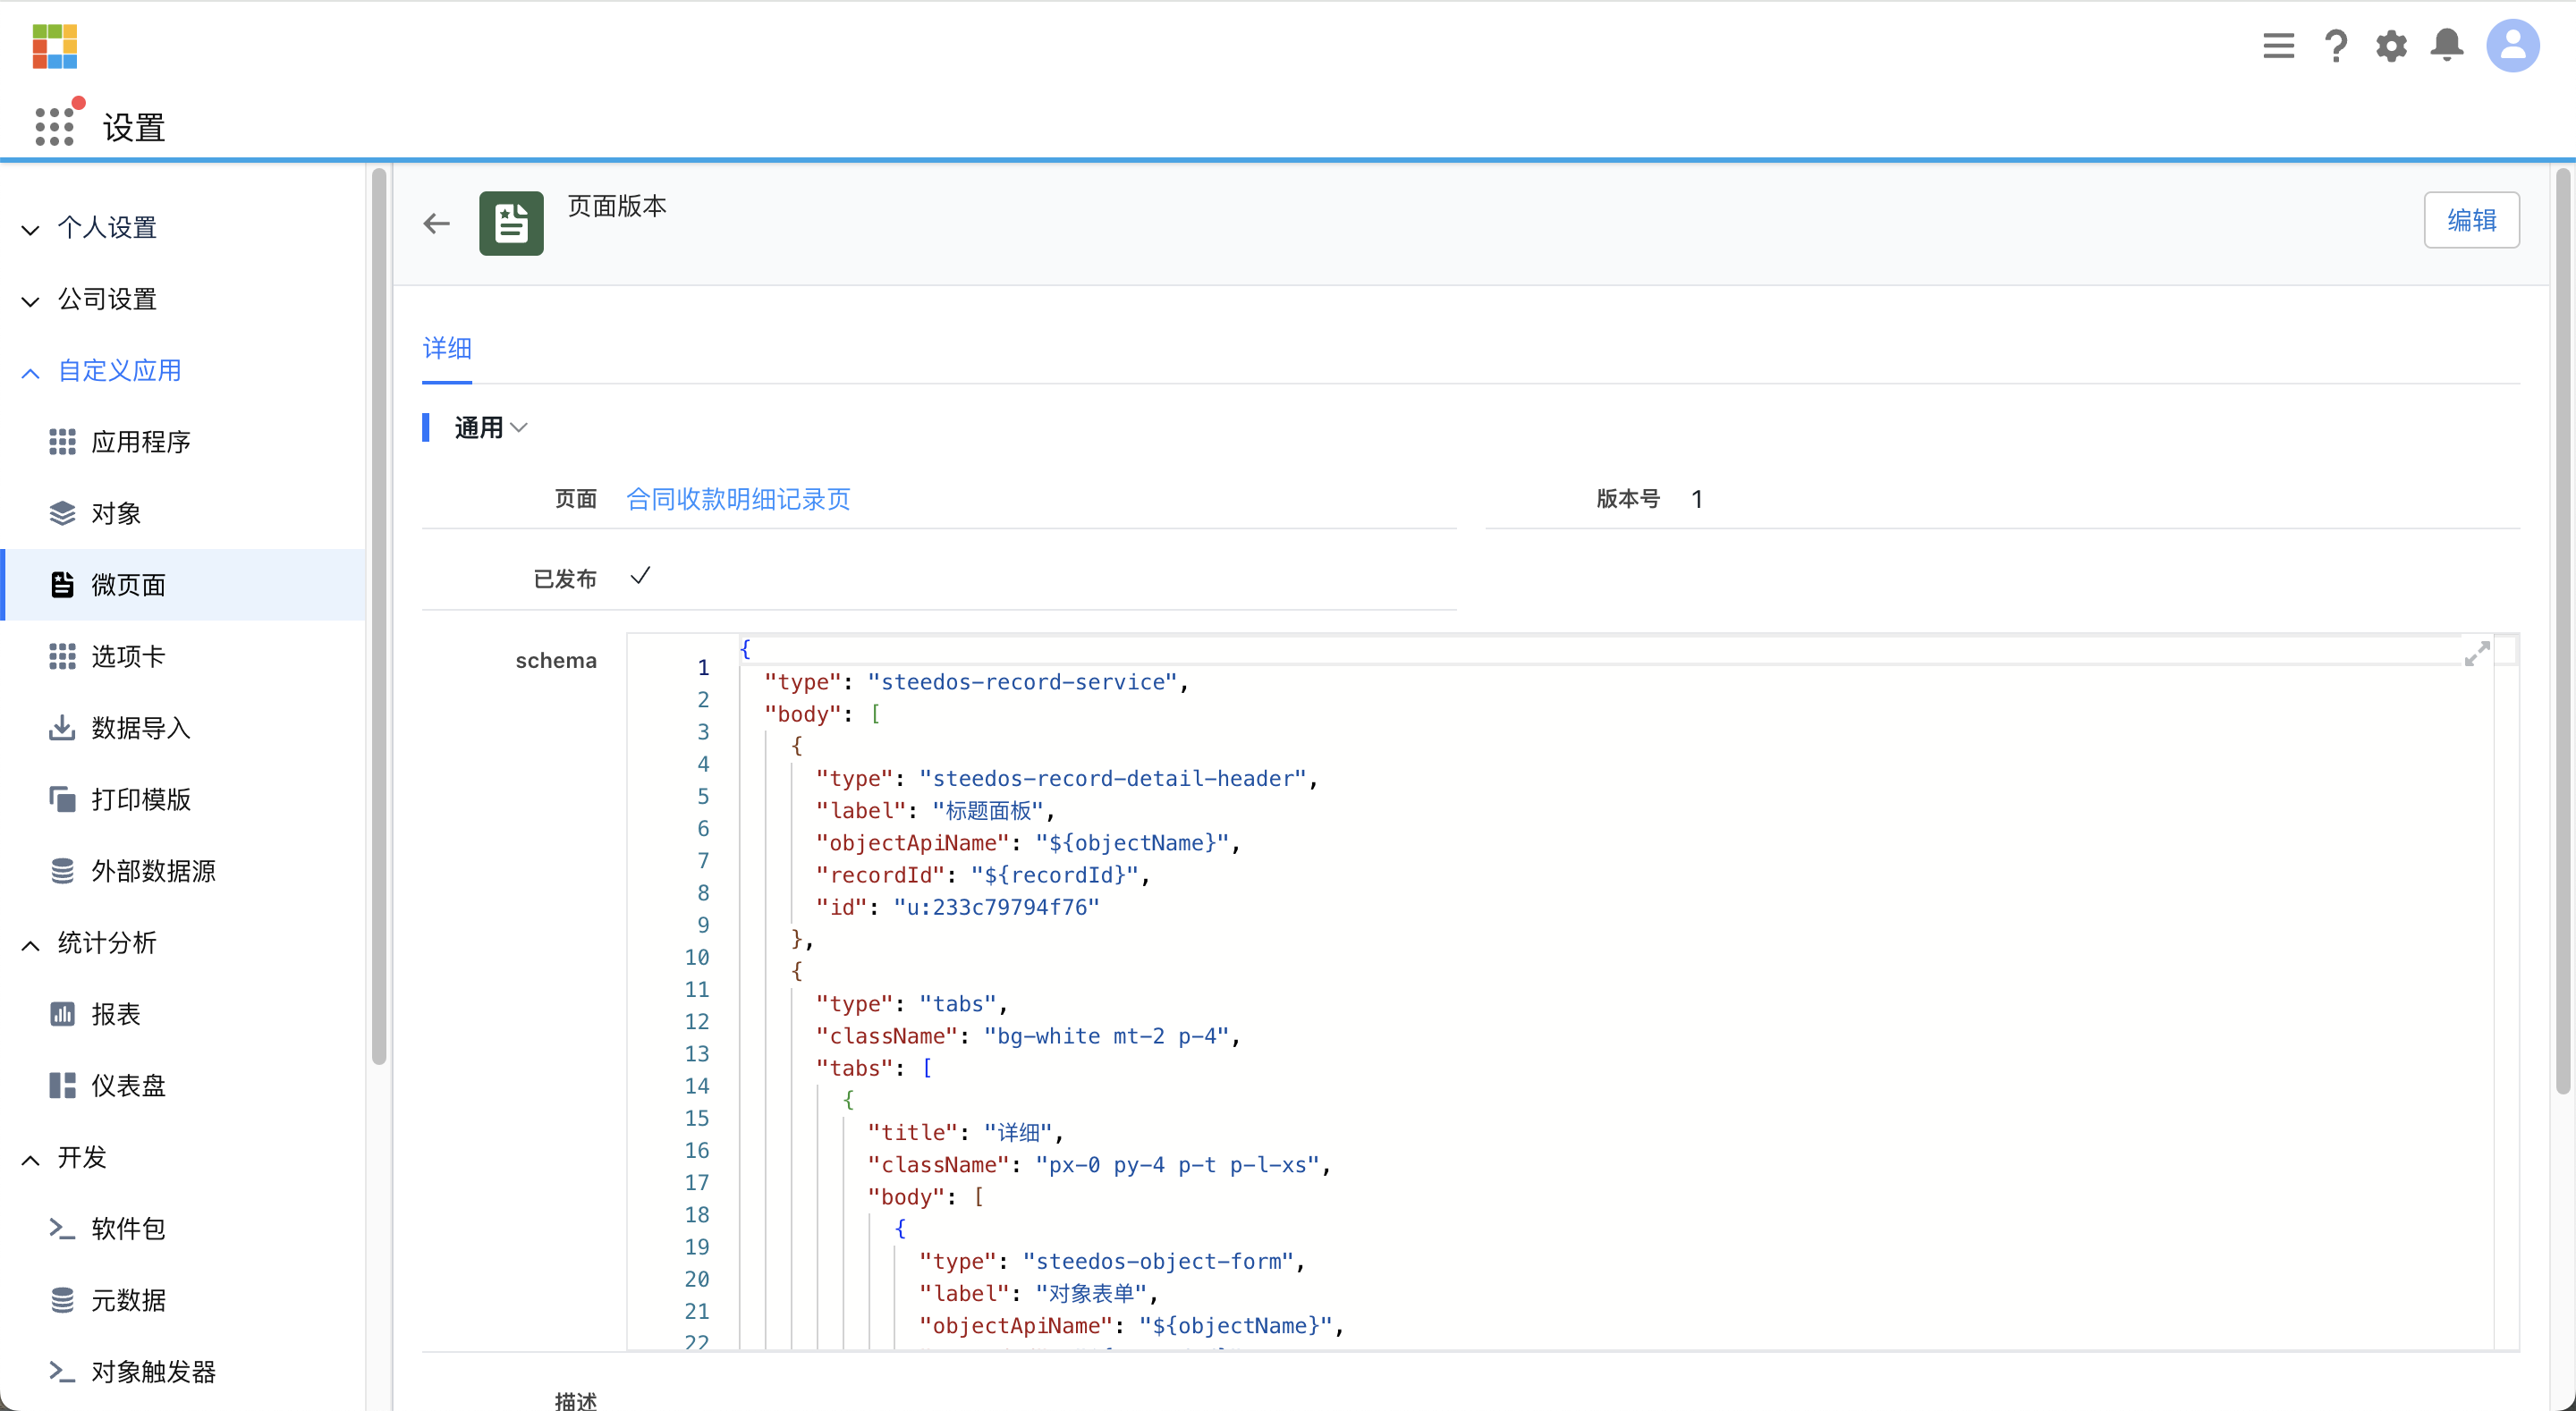 设置
个人设置
公司设置
自定义应用
应用程序
对象
微页面
选项卡
数据导入
打印模版
外部数据源
统计分析
报表
仪表盘
开发
软件包
元数据
对象触发器
页面版本
编辑
详细
通用
页面 合同收款明细记录页
版本号 1
已发布
schema
1 {
2 "type": "steedos-record-service",
3 "body": [
4 {
5 "type": "steedos-record-detail-header",
6 "label": "标题面板",
7 "objectApiName": "${objectName}",
8 "recordId": "${recordId}",
9 "id": "u:233c79794f76"
10 },
11 {
12 "type": "tabs",
13 "className": "bg-white mt-2 p-4",
14 "tabs": [
15 {
16 "title": "详细",
17 "className": "px-0 py-4 p-t p-l-xs",
18 "body": [
19 {
20 "type": "steedos-object-form",
21 "label": "对象表单",
22 "objectApiName": "${objectName}",
描述